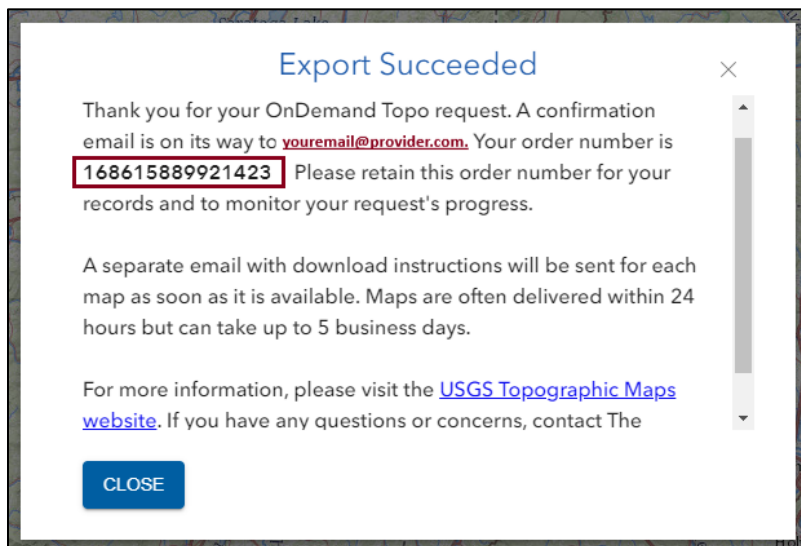 Export Succeeded
Thank you for your OnDemand Topo request. A confirmation
email is on its way to youremail@provider.com. Your order number is
168615889921423 Please retain this order number for your
records and to monitor your request's progress.
A separate email with download instructions will be sent for each
map as soon as it is available. Maps are often delivered within 24
hours but can take up to 5 business days.
For more information, please visit the USGS Topographic Maps
website. If you have any questions or concerns, contact The
CLOSE